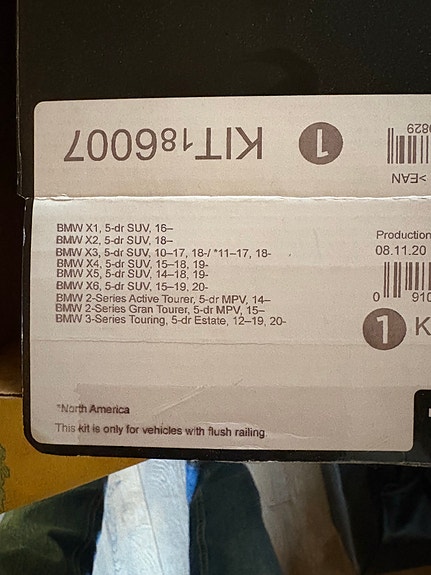 KIT186007
1
0829
<EAN
BMW X1, 5-dr SUV, 16–
BMW X2, 5-dr SUV, 18–
BMW X3, 5-dr SUV, 10–17, 18-/ *11–17, 18-
BMW X4, 5-dr SUV, 15–18, 19-
BMW X5, 5-dr SUV, 14–18, 19-
BMW X6, 5-dr SUV, 15–19, 20-
BMW 2-Series Active Tourer, 5-dr MPV, 14–
BMW 2-Series Gran Tourer, 5-dr MPV, 15–
BMW 3-Series Touring, 5-dr Estate, 12–19, 20-
Production
08.11.20
0 910
1 K
*North America
This kit is only for vehicles with flush railing.